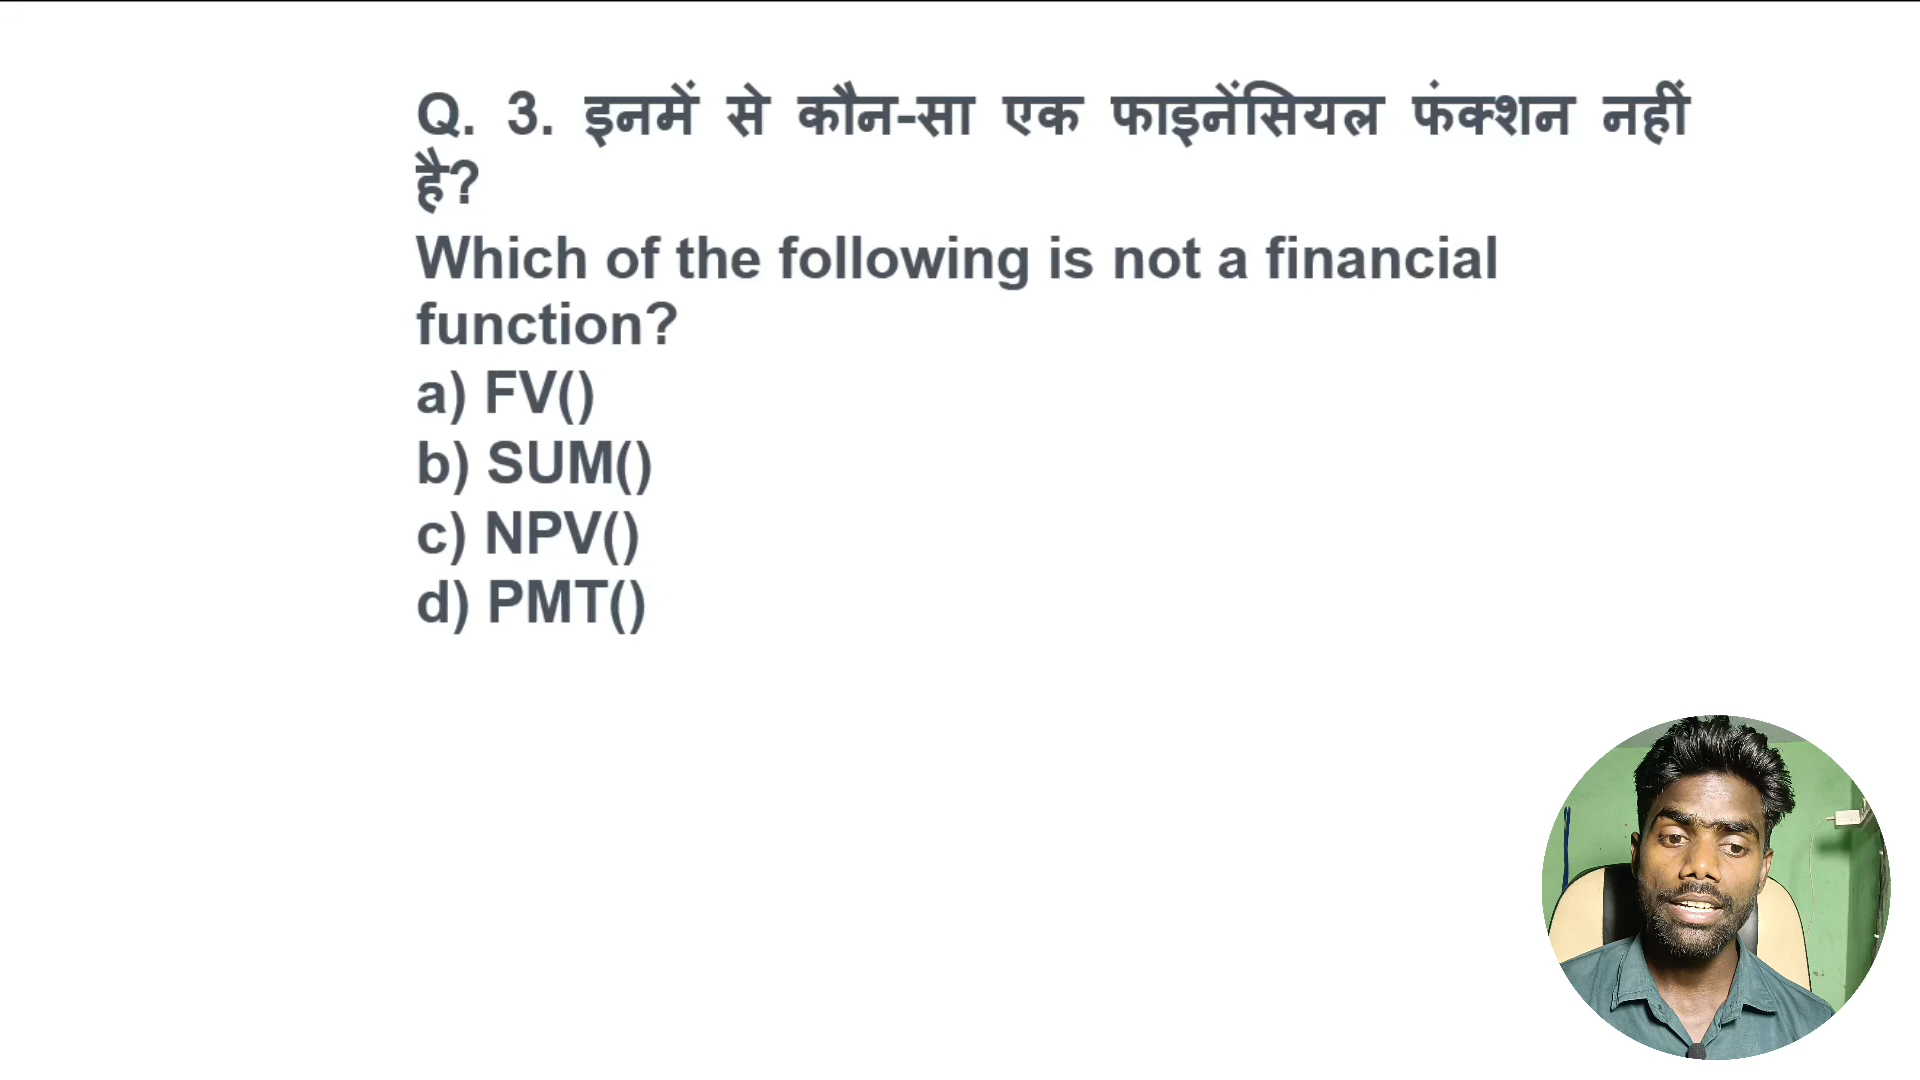 Q. 3. इनमें से कौन-सा एक फाइनेंसियल फंक्शन नहीं
है?
Which of the following is not a financial
function?
a) FV()
b) SUM()
c) NPV()
d) PMT()